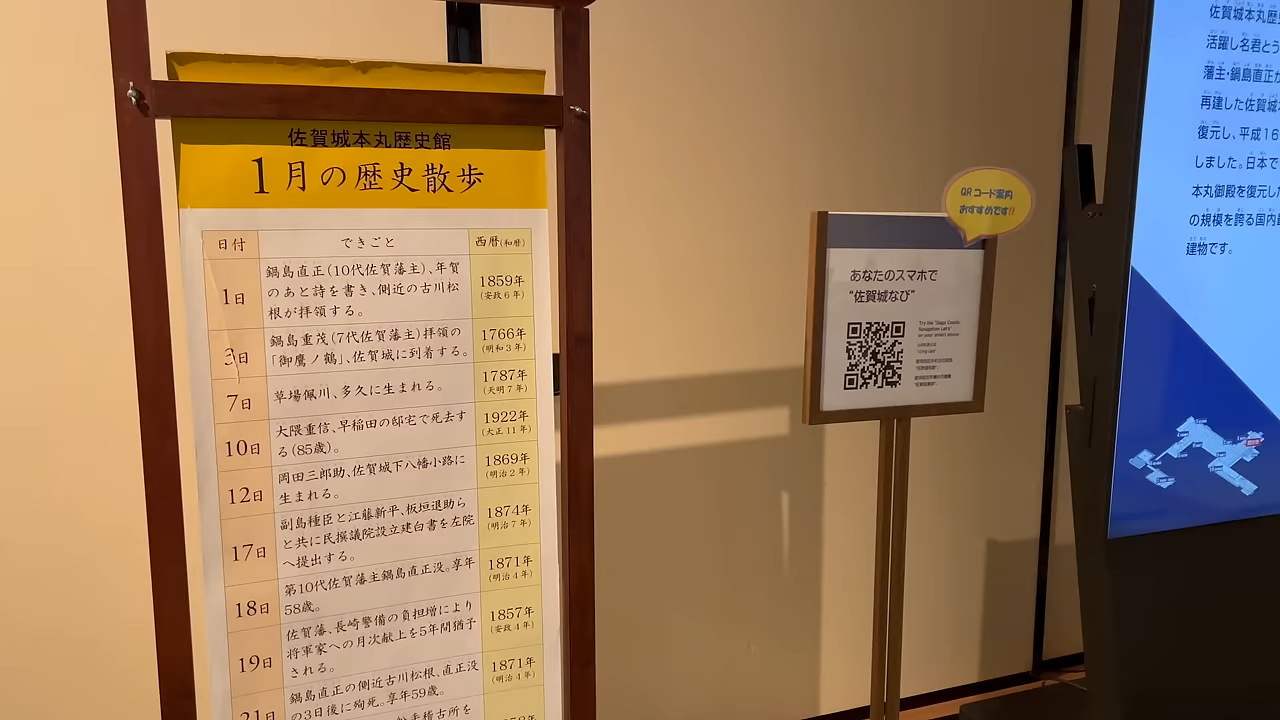 佐賀城本丸歴史館
1月の歴史散歩
日付 できごと 西暦(和暦)
1日 鍋島直正(10代佐賀藩主)、年賀 1859年
のあと詩を書き、側近の古川松 (安政6年)
根が拝領する。
3日 鍋島重茂(7代佐賀藩主)拝領の 1766年
「御鷹ノ鶴」、佐賀城に到着する。 (明和3年)
7日 草場佩川、多久に生まれる。 1787年
(天明7年)
10日 大隈重信、早稲田の邸宅で死去す 1922年
る(85歳)。 (大正11年)
12日 岡田三郎助、佐賀城下八幡小路に 1869年
生まれる。 (明治2年)
17日 副島種臣と江藤新平、板垣退助ら 1874年
と共に民撰議院設立建白書を左院 (明治7年)
へ提出する。
18日 第10代佐賀藩主鍋島直正没。享年 1871年
58歳。 (明治4年)
19日 佐賀藩、長崎警備の負担増により 1857年
将軍家への月次献上を5年間猶予 (安政4年)
される。
21日 鍋島直正の側近古川松根、直正没 1871年
の3日後に殉死。享年59歳。 (明治4年)
QRコード案内
おすすめです!!
あなたのスマホで
“佐賀城なび”
Try the "Saga Castle
Navigation Let's"
on your smart phone.
佐賀城本丸歴
活躍し名君とう
藩主・鍋島直正が
再建した佐賀城
復元し、平成16
しました。日本で
本丸御殿を復元した
の規模を誇る国内
建物です。